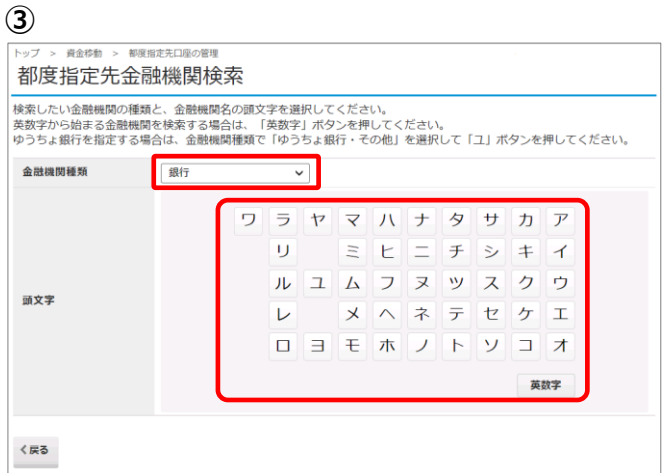 ③
トップ > 資金移動 > 都度指定先口座の管理
都度指定先金融機関検索
検索したい金融機関の種類と、金融機関名の頭文字を選択してください。
英数字から始まる金融機関を検索する場合は、「英数字」ボタンを押してください。
ゆうちょ銀行を指定する場合は、金融機関種類で「ゆうちょ銀行・その他」を選択して「ユ」ボタンを押してください。
金融機関種類 銀行
頭文字
ワ ラ ヤ マ ハ ナ タ サ カ ア
リ ミ ヒ ニ チ シ キ イ
ル ユ ム フ ヌ ツ ス ク ウ
レ メ ヘ ネ テ セ ケ エ
ロ ヨ モ ホ ノ ト ソ コ オ
英数字
<戻る